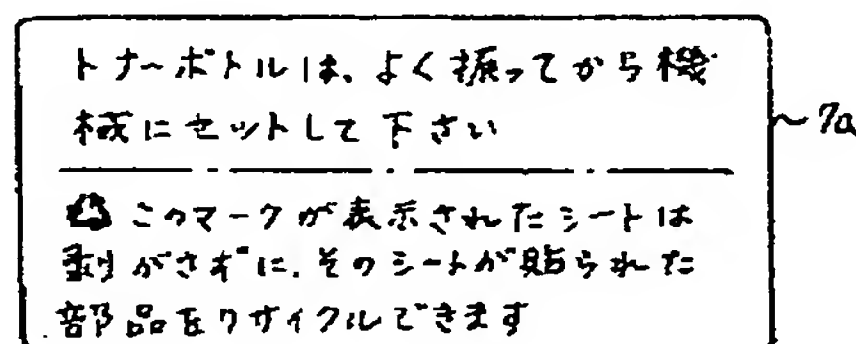 トナーボトルは、よく振ってから機
械にセットして下さい
このマークが表示されたシートは
剥がさずに、そのシートが貼られた
部品をリサイクルできます
~7a